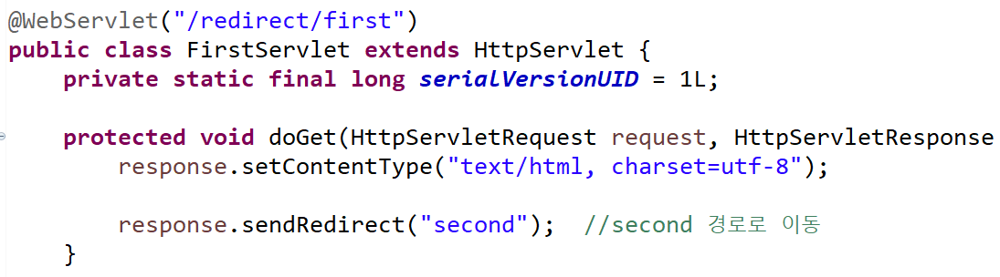 @WebServlet("/redirect/first")
public class FirstServlet extends HttpServlet {
private static final long serialVersionUID = 1L;
protected void doGet(HttpServletRequest request, HttpServletResponse
response.setContentType("text/html, charset=utf-8");
response.sendRedirect("second");  //second 경로로 이동
}